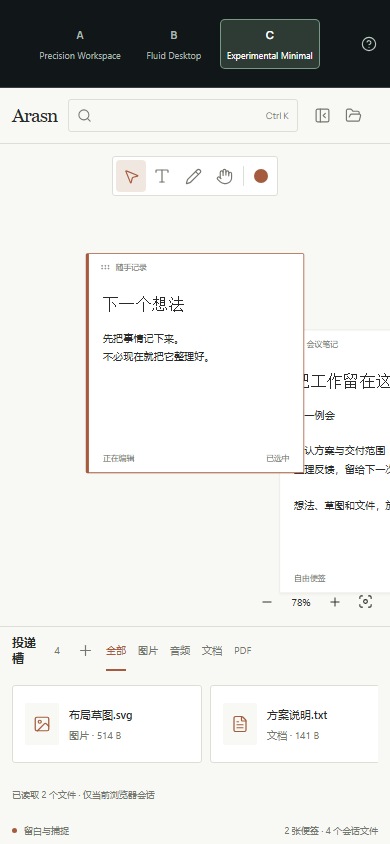 A
B
C
Precision Workspace
Fluid Desktop
Experimental Minimal
Arasn
Ctrl K
随手记录
下一个想法
先把事情记下来。
不必现在就把它整理好。
正在编辑
已选中
会议笔记
把工作留在这
一例会
认方案与交付范围
理反馈，留给下一次
想法、草图和文件，放
自由便签
78%
投递槽
4
全部
图片
音频
文档
PDF
布局草图.svg
图片 · 514 B
方案说明.txt
文档 · 141 B
已读取 2 个文件 · 仅当前浏览器会话
留白与捕捉
2 张便签 · 4 个会话文件